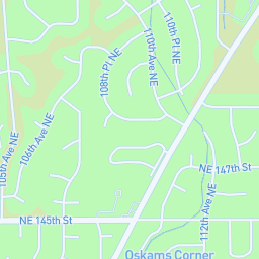 110th Pl NE
110th Ave NE
108th Pl NE
106th Ave NE
105th Ave NE
NE 147th St
112th Ave NE
NE 145th St
Oskams Corner